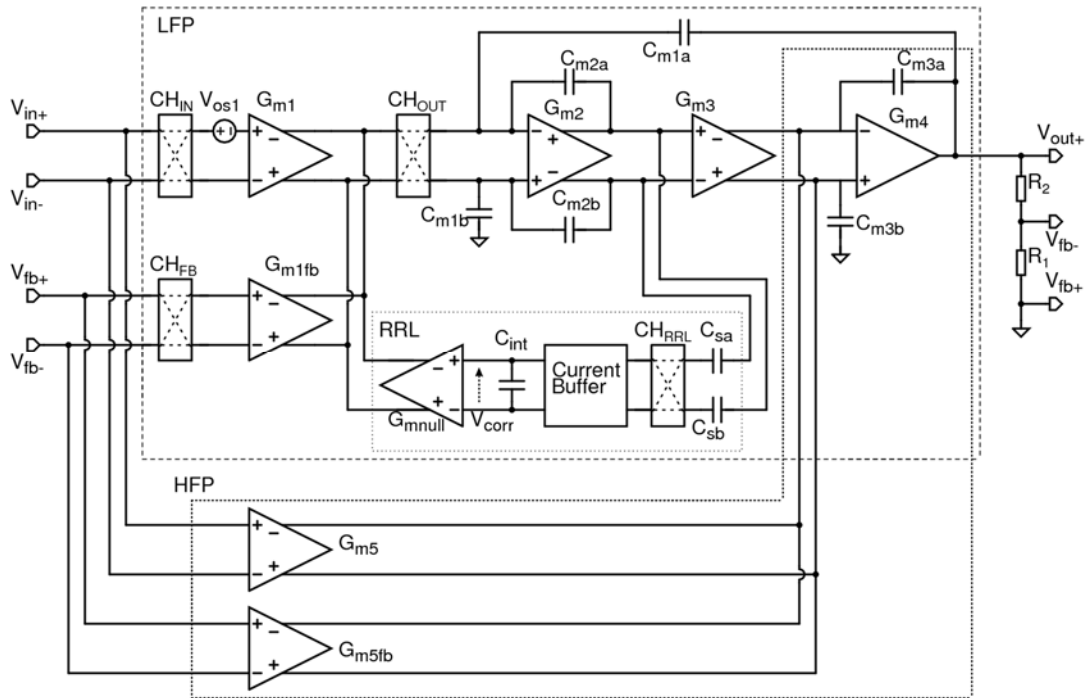 LFP
C_m1a
C_m2a
C_m3a
CH_IN
V_os1
G_m1
CH_OUT
G_m2
G_m3
G_m4
V_in+
V_in-
V_out+
R_2
C_m1b
C_m2b
C_m3b
V_fb-
R_1
V_fb+
V_fb+
CH_FB
G_m1fb
V_fb-
RRL
C_int
CH_RRL
C_sa
Current
Buffer
G_mnull
V_corr
C_sb
HFP
G_m5
G_m5fb